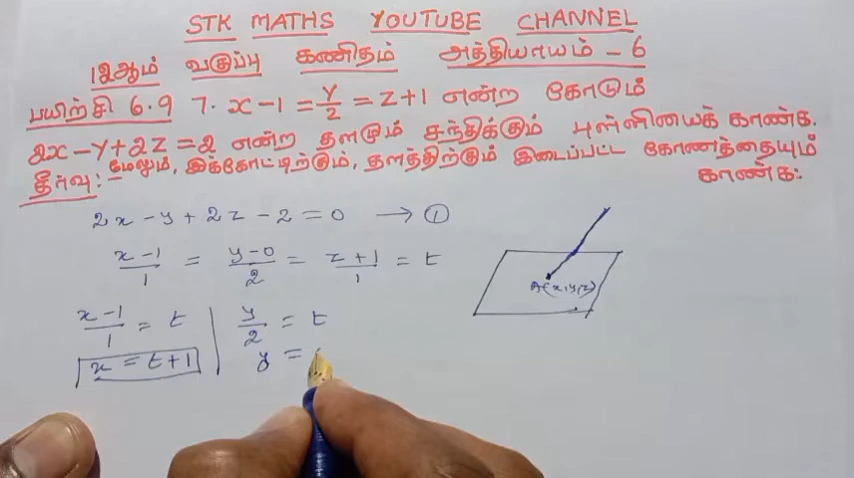 STK MATHS YOUTUBE CHANNEL
12ஆம் வகுப்பு கணிதம் அத்தியாயம் - 6
பயிற்சி 6.9 7. x-1 = y/2 = z+1 என்ற கோடும்
2x-y+2z=2 என்ற தளமும் சந்திக்கும் புள்ளியைக் காண்க.
மேலும், இக்கோட்டிற்கும், தளத்திற்கும் இடைப்பட்ட கோணத்தையும் காண்க:
தீர்வு:-
2x - y + 2z - 2 = 0 → ①
(x-1)/1 = (y-0)/2 = (z+1)/1 = t
A(x,y,z)
(x-1)/1 = t | y/2 = t
x = t+1 | y =